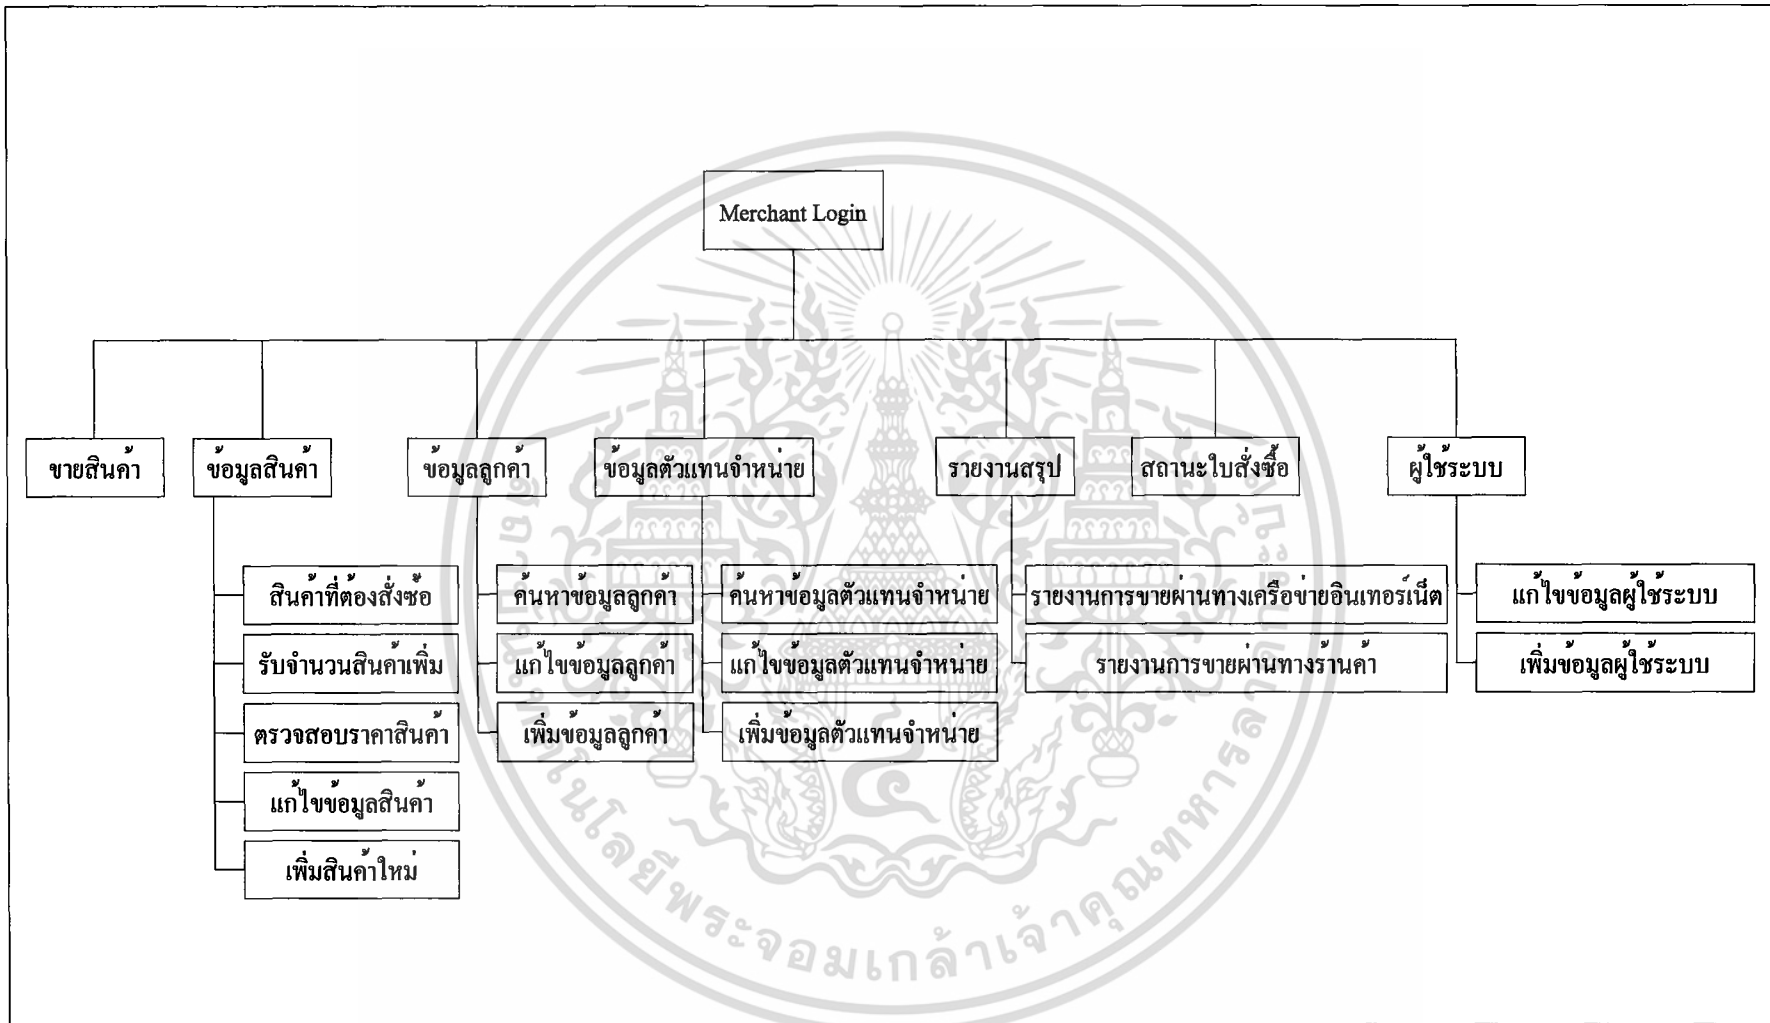 Merchant Login
ขายสินค้า
ข้อมูลสินค้า
ข้อมูลลูกค้า
ข้อมูลตัวแทนจำหน่าย
รายงานสรุป
สถานะใบสั่งซื้อ
ผู้ใช้ระบบ
สินค้าที่ต้องสั่งซื้อ
ค้นหาข้อมูลลูกค้า
ค้นหาข้อมูลตัวแทนจำหน่าย
รายงานการขายผ่านทางเครือข่ายอินเทอร์เน็ต
แก้ไขข้อมูลผู้ใช้ระบบ
รับจำนวนสินค้าเพิ่ม
แก้ไขข้อมูลลูกค้า
แก้ไขข้อมูลตัวแทนจำหน่าย
รายงานการขายผ่านทางร้านค้า
เพิ่มข้อมูลผู้ใช้ระบบ
ตรวจสอบราคาสินค้า
เพิ่มข้อมูลลูกค้า
เพิ่มข้อมูลตัวแทนจำหน่าย
แก้ไขข้อมูลสินค้า
เพิ่มสินค้าใหม่